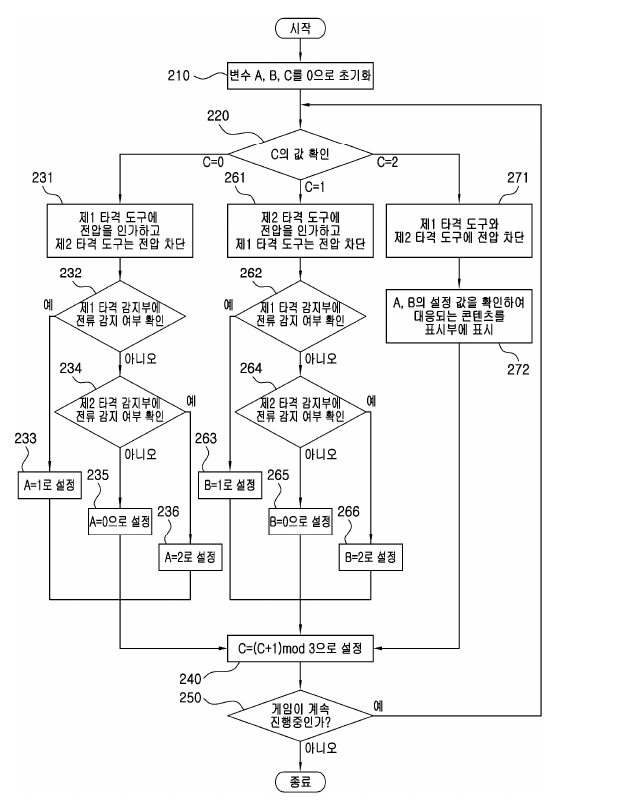 시작
210
변수 A, B, C를 0으로 초기화
220
C의 값 확인
C=0
C=1
C=2
231
제1 타격 도구에
전압을 인가하고
제2 타격 도구는 전압 차단
261
제2 타격 도구에
전압을 인가하고
제1 타격 도구는 전압 차단
271
제1 타격 도구와
제2 타격 도구에 전압 차단
232
예
제1 타격 감지부에
전류 감지 여부 확인
아니오
262
예
제1 타격 감지부에
전류 감지 여부 확인
아니오
A, B의 설정 값을 확인하여
대응되는 콘텐츠를
표시부에 표시
272
234
예
제2 타격 감지부에
전류 감지 여부 확인
아니오
264
예
제2 타격 감지부에
전류 감지 여부 확인
아니오
233
A=1로 설정
235
A=0으로 설정
236
A=2로 설정
263
B=1로 설정
265
B=0으로 설정
266
B=2로 설정
C=(C+1)mod 3으로 설정
240
250
게임이 계속
진행중인가?
예
아니오
종료